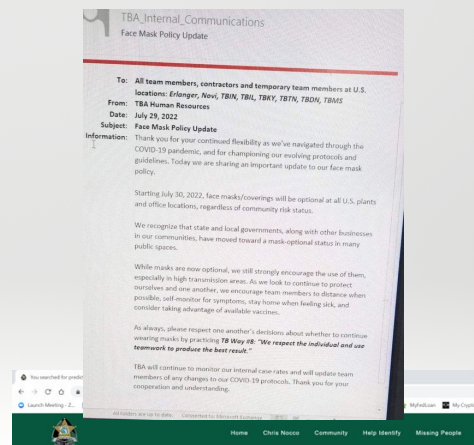 TBA_Internal_Communications
Face Mask Policy Update
To: All team members, contractors and temporary team members at U.S.
locations: Erlanger, Novi, TBIN, TBIL, TBKY, TBTN, TBDN, TBMS
From: TBA Human Resources
Date: July 29, 2022
Subject: Face Mask Policy Update
Information: Thank you for your continued flexibility as we've navigated through the
COVID-19 pandemic, and for championing our evolving protocols and
guidelines. Today we are sharing an important update to our face mask
policy.
Starting July 30, 2022, face masks/coverings will be optional at all U.S. plants
and office locations, regardless of community risk status.
We recognize that state and local governments, along with other businesses
in our communities, have moved toward a mask-optional status in many
public spaces.
While masks are now optional, we still strongly encourage the use of them,
especially in high transmission areas. As we look to continue to protect
ourselves and one another, we encourage team members to distance when
possible, self-monitor for symptoms, stay home when feeling sick, and
consider taking advantage of available vaccines.
As always, please respect one another's decisions about whether to continue
wearing masks by practicing TB Way #8: "We respect the individual and use
teamwork to produce the best result."
TBA will continue to monitor our internal case rates and will update team
members of any changes to our COVID-19 protocols. Thank you for your
cooperation and understanding.
All folders are up to date. Connected to: Microsoft Exchange
You searched for predic
Launch Meeting - Z...
MyFedLoan My Crypt
Home Chris Nocco Community Help Identify Missing People